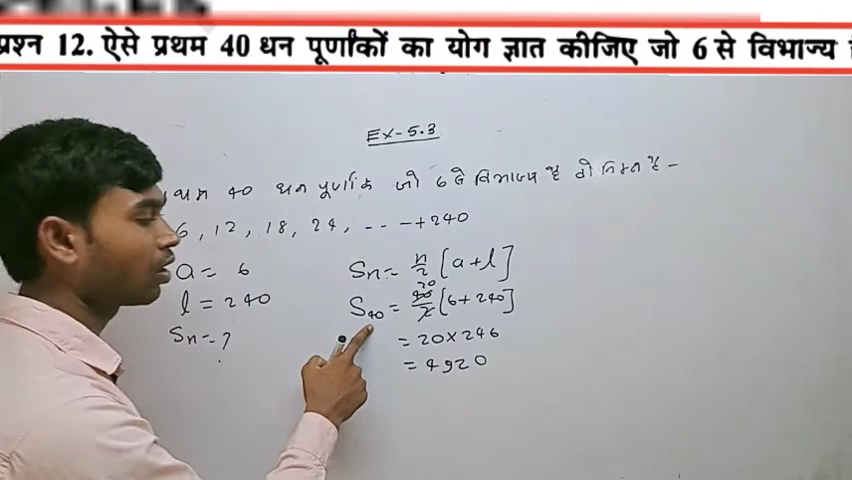 प्रश्न 12. ऐसे प्रथम 40 धन पूर्णांकों का योग ज्ञात कीजिए जो 6 से विभाज्य
Ex-5.3
40 धन पूर्णांक जो 6 से विभाज्य है वो निम्न है -
6, 12, 18, 24, - - - +240
a = 6
Sn = n/2 [a+l]
l = 240
S40 = 40/2 [6+240]
20
Sn = ?
= 20×246
= 4920